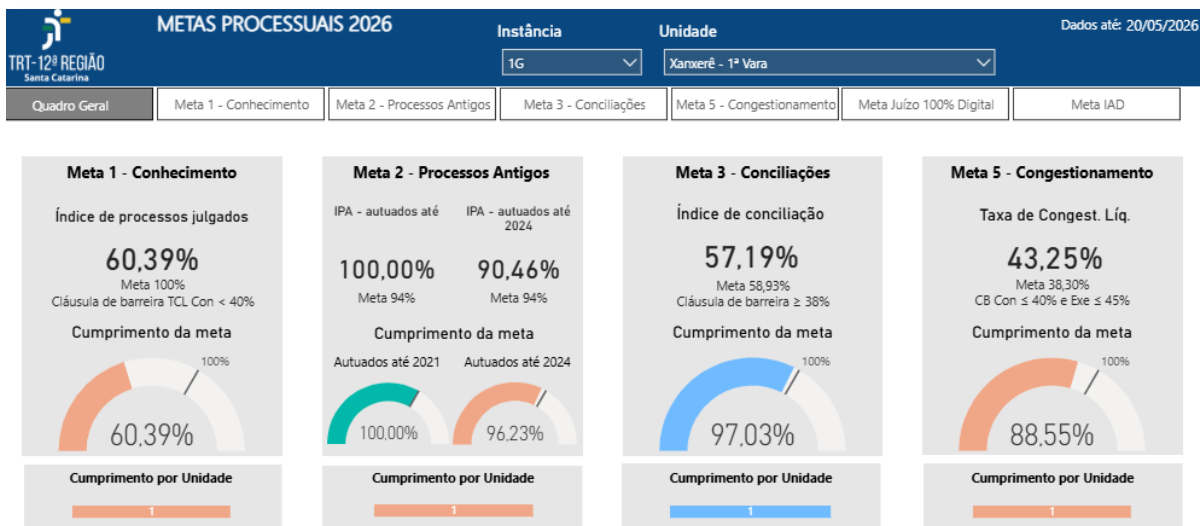 METAS PROCESSUAIS 2026
Instância
Unidade
Dados até: 20/05/2026
TRT-12ª REGIÃO
Santa Catarina
1G
Xanxerê - 1ª Vara
Quadro Geral
Meta 1 - Conhecimento
Meta 2 - Processos Antigos
Meta 3 - Conciliações
Meta 5 - Congestionamento
Meta Juízo 100% Digital
Meta IAD
Meta 1 - Conhecimento
Índice de processos julgados
60,39%
Meta 100%
Cláusula de barreira TCL Con < 40%
Cumprimento da meta
100%
60,39%
Cumprimento por Unidade
1
Meta 2 - Processos Antigos
IPA - autuados até
IPA - autuados até
2024
100,00%
90,46%
Meta 94%
Meta 94%
Cumprimento da meta
Autuados até 2021
Autuados até 2024
100,00%
96,23%
Cumprimento por Unidade
1
Meta 3 - Conciliações
Índice de conciliação
57,19%
Meta 58,93%
Cláusula de barreira ≥ 38%
Cumprimento da meta
100%
97,03%
Cumprimento por Unidade
1
Meta 5 - Congestionamento
Taxa de Congest. Líq.
43,25%
Meta 38,30%
CB Con ≤ 40% e Exe ≤ 45%
Cumprimento da meta
100%
88,55%
Cumprimento por Unidade
1